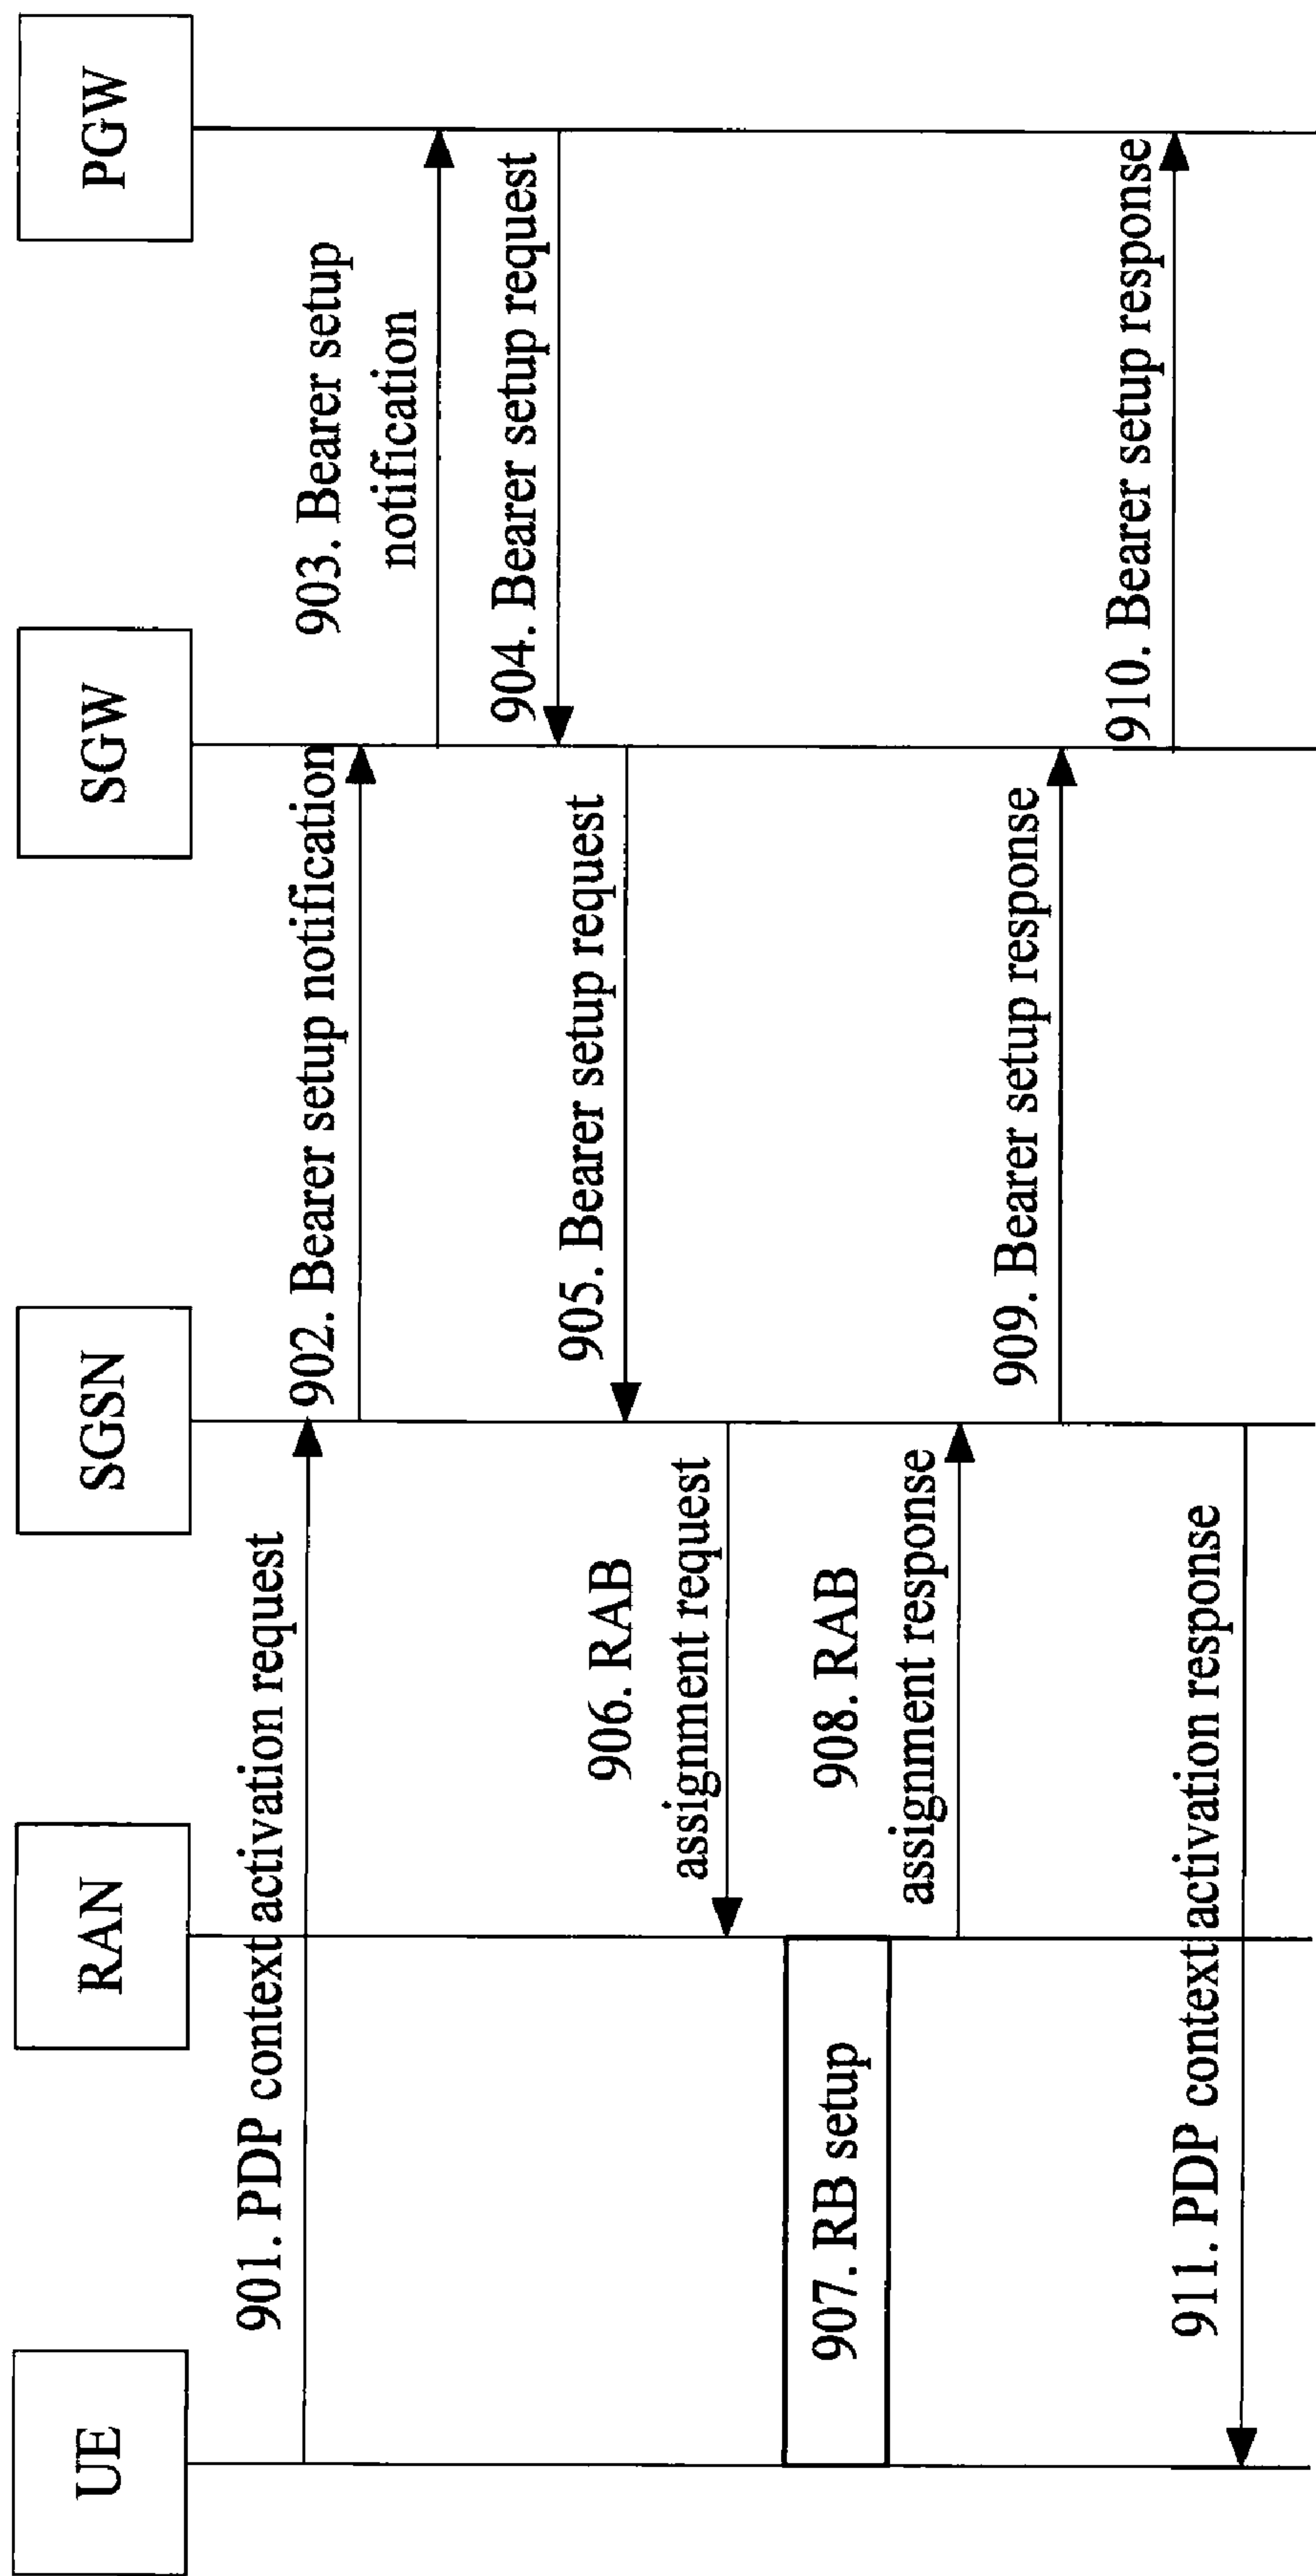 UE
RAN
SGSN
SGW
PGW
901. PDP context activation request
902. Bearer setup notification
903. Bearer setup
notification
904. Bearer setup request
905. Bearer setup request
906. RAB
assignment request
907. RB setup
908. RAB
assignment response
909. Bearer setup response
910. Bearer setup response
911. PDP context activation response